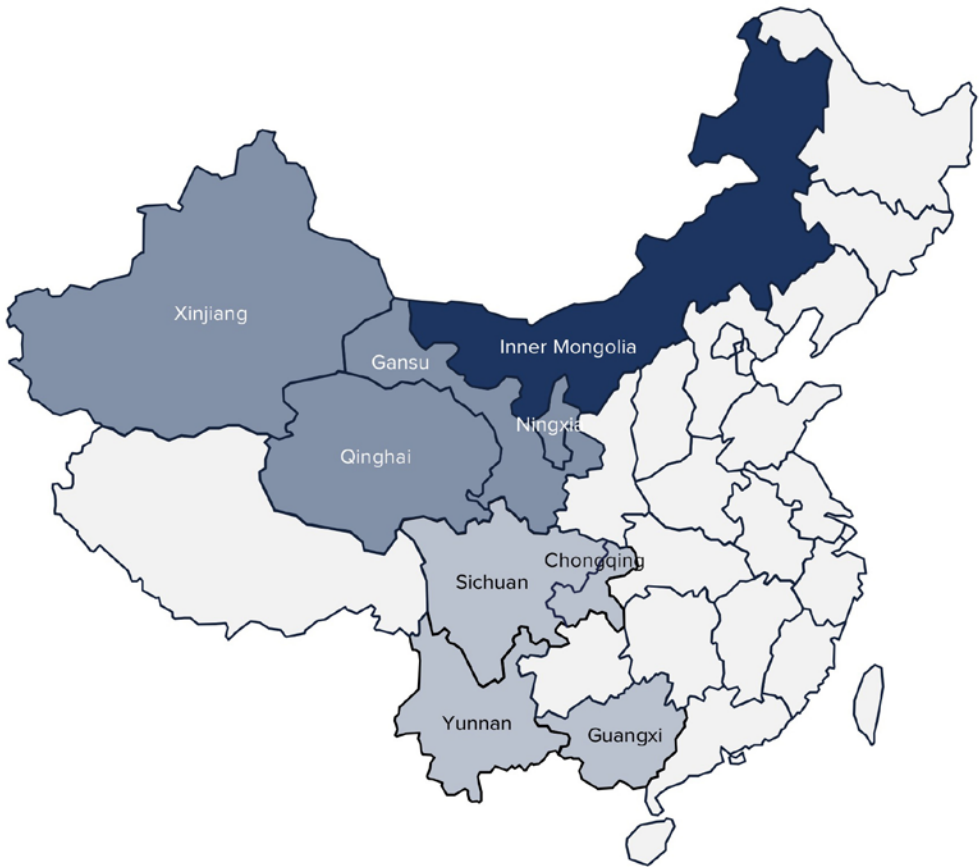 Xinjiang
Inner Mongolia
Gansu
Ningxia
Qinghai
Chongqing
Sichuan
Yunnan
Guangxi